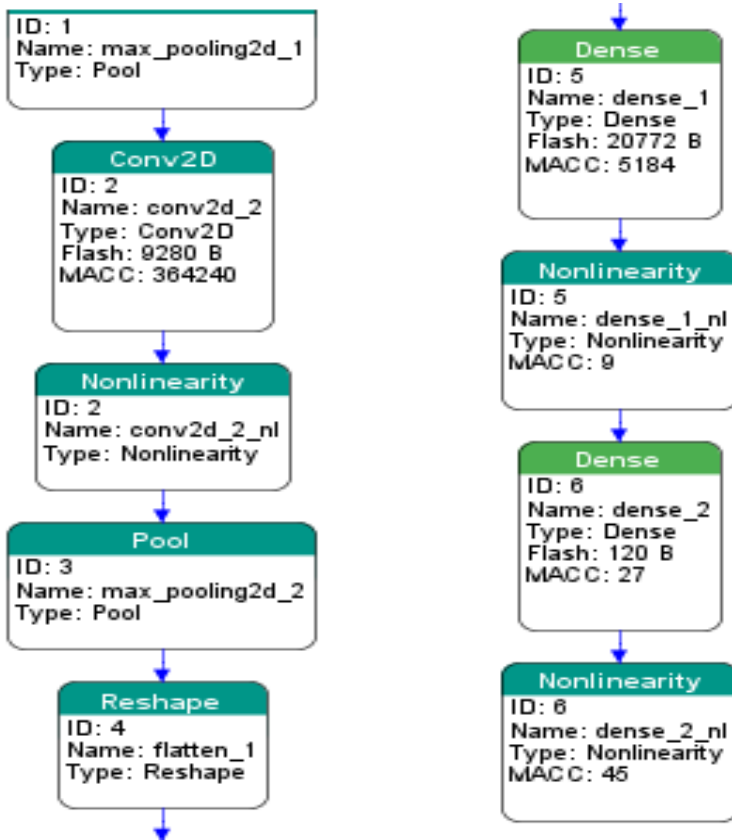 ID: 1
Name: max_pooling2d_1
Type: Pool
Conv2D
ID: 2
Name: conv2d_2
Type: Conv2D
Flash: 9280 B
MACC: 364240
Nonlinearity
ID: 2
Name: conv2d_2_nl
Type: Nonlinearity
Pool
ID: 3
Name: max_pooling2d_2
Type: Pool
Reshape
ID: 4
Name: flatten_1
Type: Reshape
Dense
ID: 5
Name: dense_1
Type: Dense
Flash: 20772 B
MACC: 5184
Nonlinearity
ID: 5
Name: dense_1_nl
Type: Nonlinearity
MACC: 9
Dense
ID: 6
Name: dense_2
Type: Dense
Flash: 120 B
MACC: 27
Nonlinearity
ID: 6
Name: dense_2_nl
Type: Nonlinearity
MACC: 45